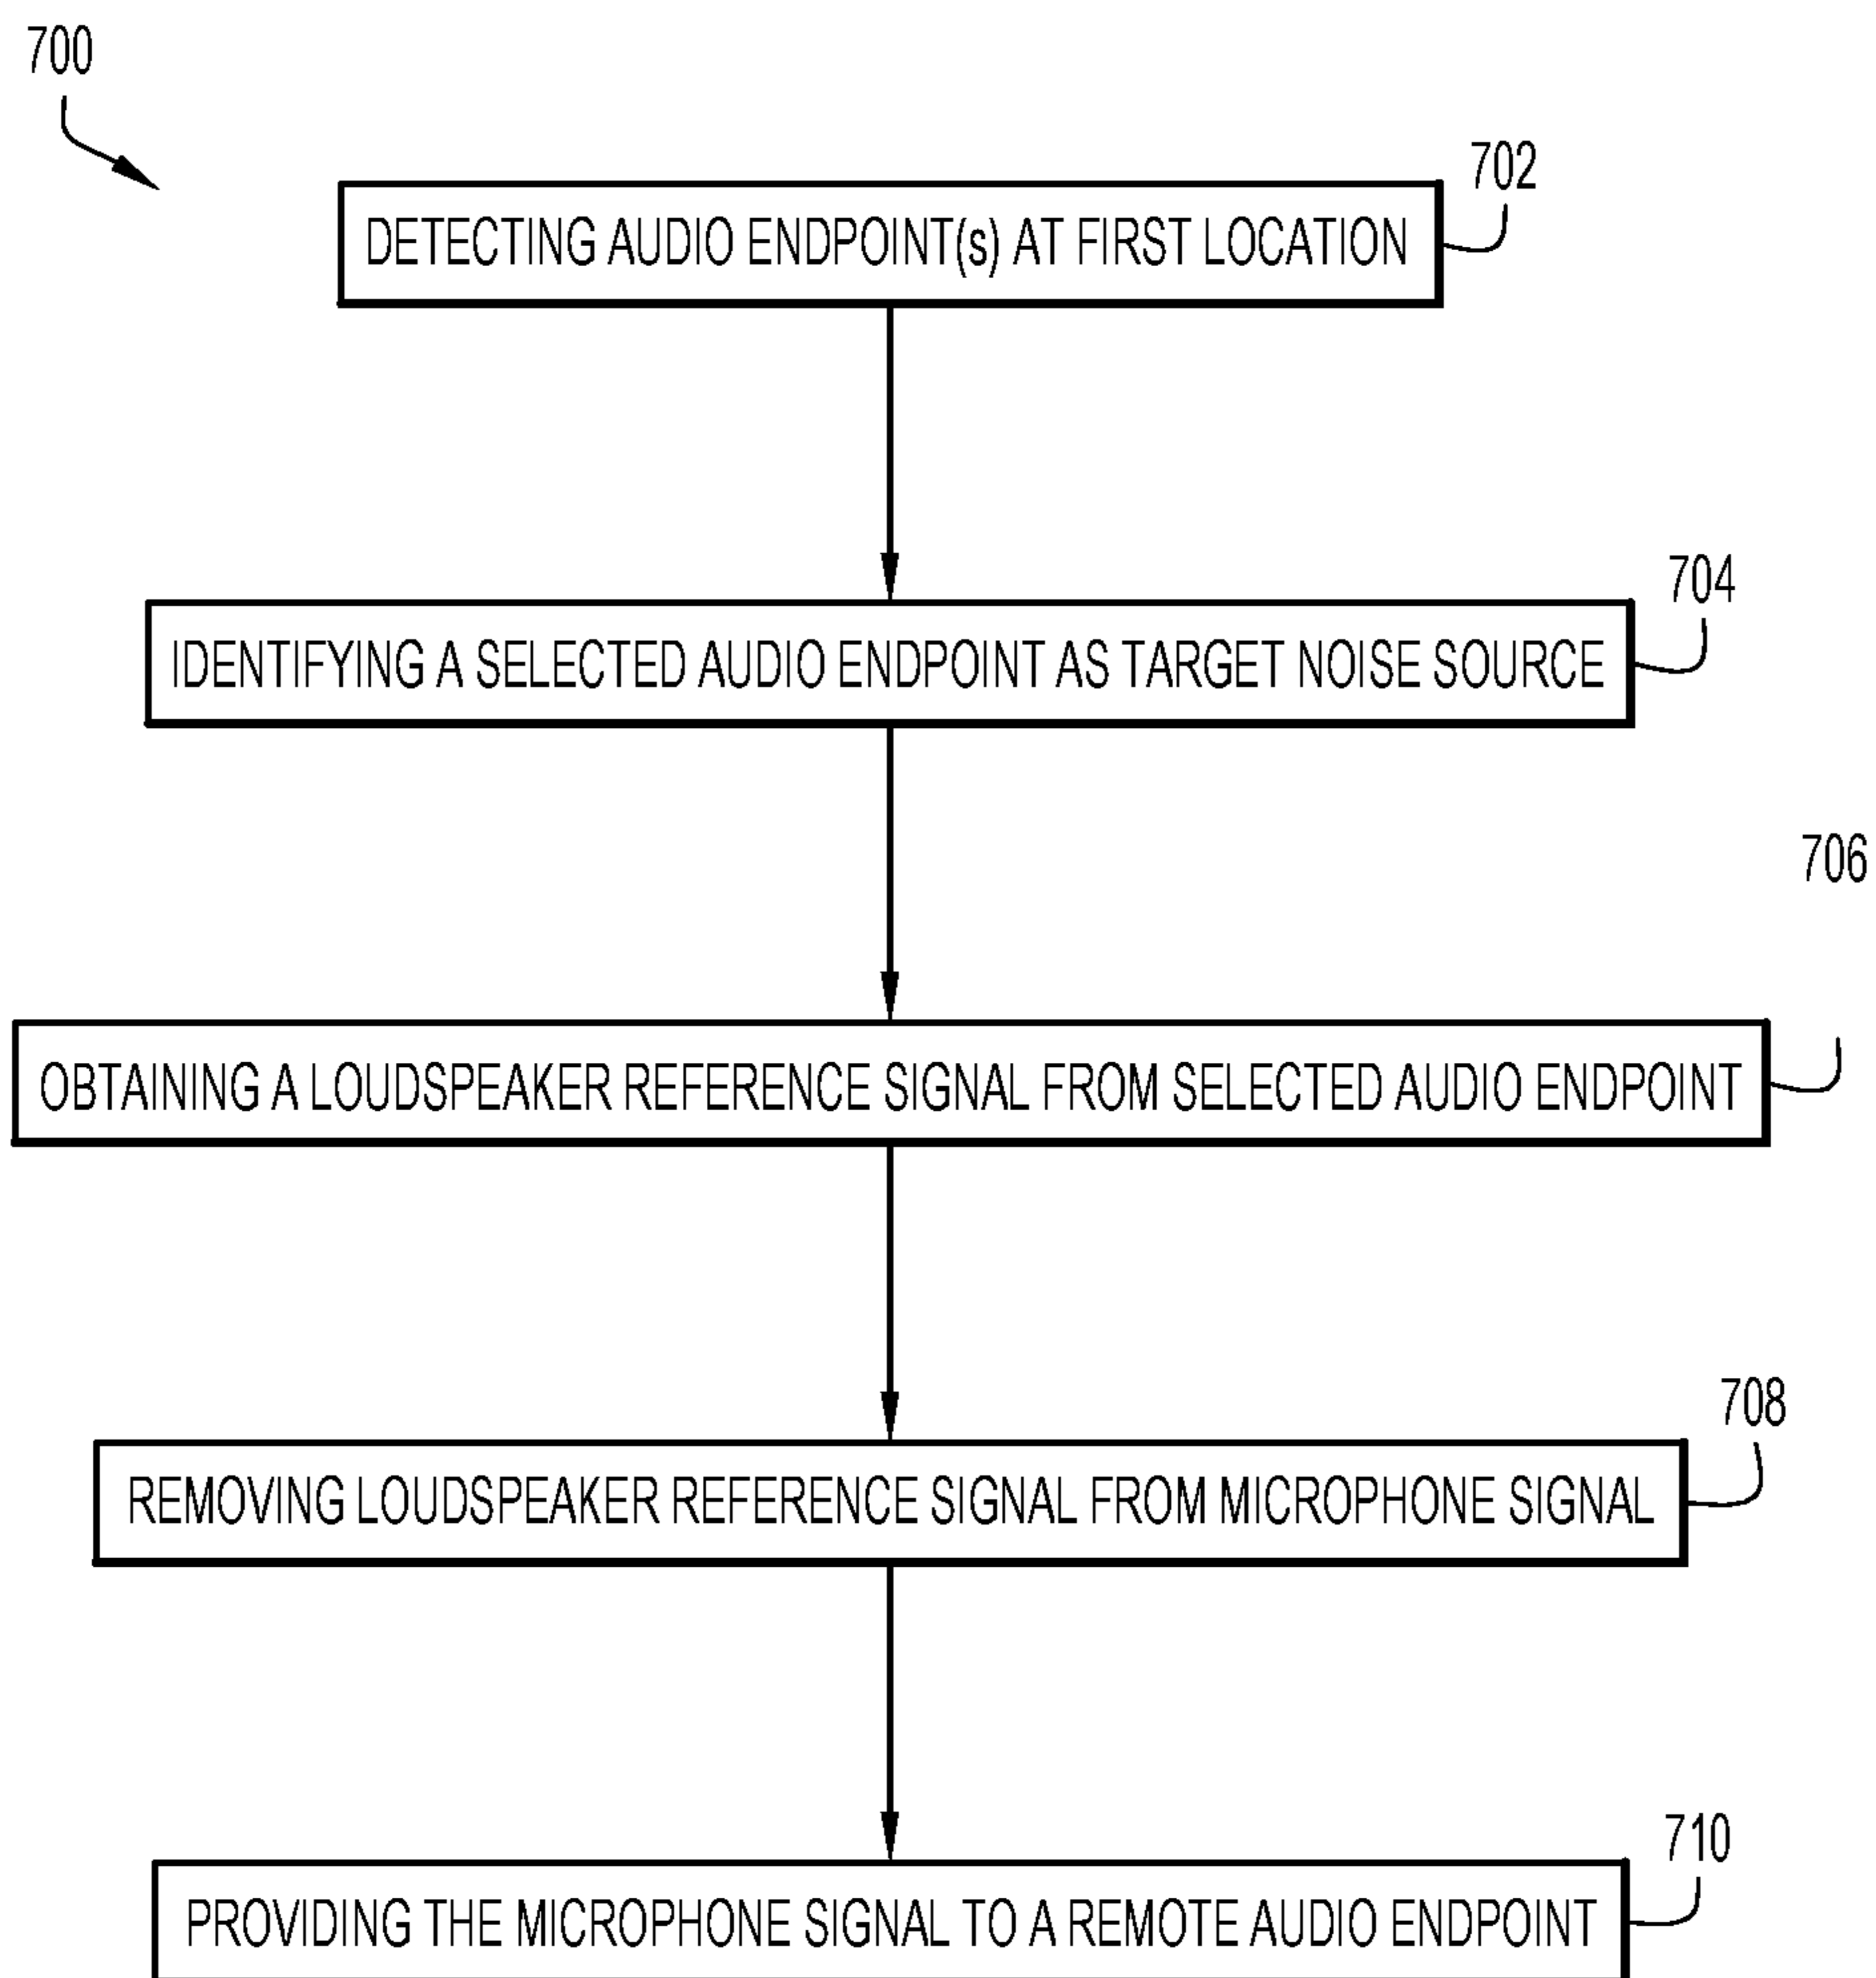 700
702
DETECTING AUDIO ENDPOINT(s) AT FIRST LOCATION
704
IDENTIFYING A SELECTED AUDIO ENDPOINT AS TARGET NOISE SOURCE
706
OBTAINING A LOUDSPEAKER REFERENCE SIGNAL FROM SELECTED AUDIO ENDPOINT
708
REMOVING LOUDSPEAKER REFERENCE SIGNAL FROM MICROPHONE SIGNAL
710
PROVIDING THE MICROPHONE SIGNAL TO A REMOTE AUDIO ENDPOINT